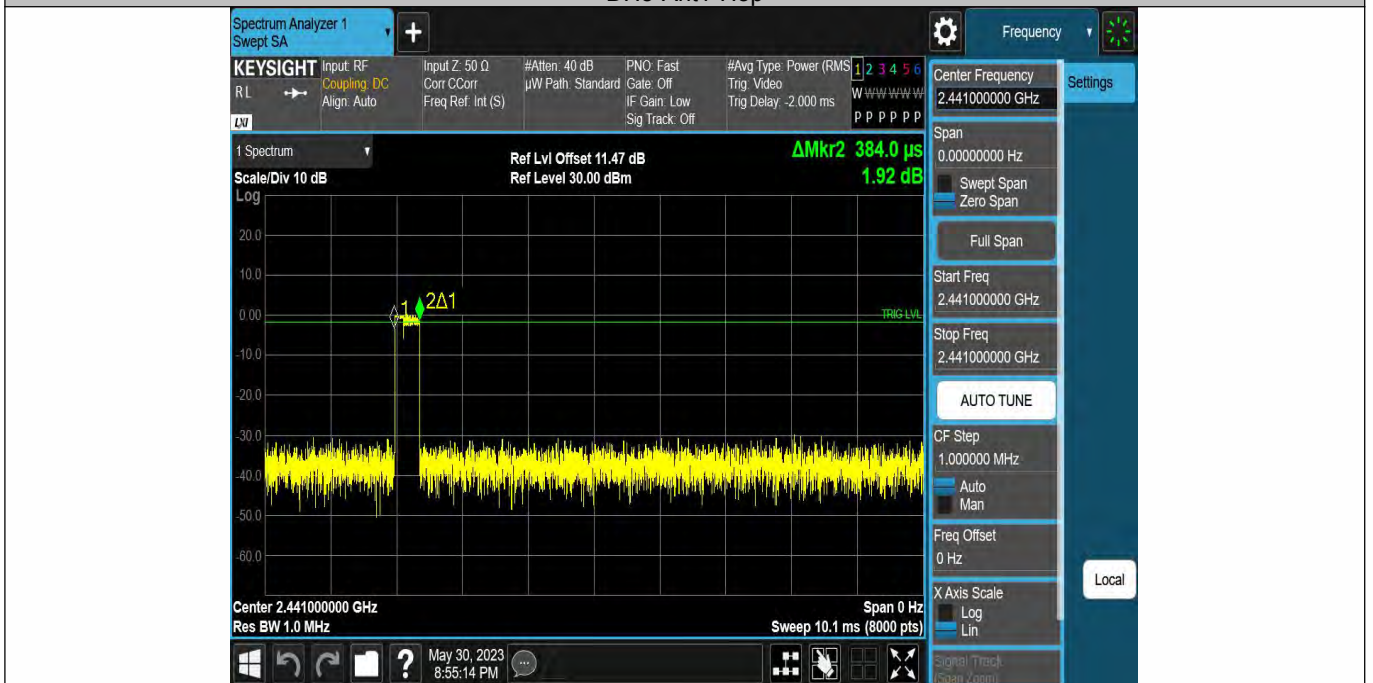 Spectrum Analyzer 1
Swept SA
Frequency
KEYSIGHT
RL
LXI
Input: RF
Coupling: DC
Align: Auto
Input Z: 50 Ω
Corr CCorr
Freq Ref: Int (S)
#Atten: 40 dB
µW Path: Standard
PNO: Fast
Gate: Off
IF Gain: Low
Sig Track: Off
#Avg Type: Power (RMS
Trig: Video
Trig Delay: -2.000 ms
1 2 3 4 5 6
W W W W W W
P P P P P P
1 Spectrum
Scale/Div 10 dB
Log
Ref Lvl Offset 11.47 dB
Ref Level 30.00 dBm
ΔMkr2 384.0 µs
1.92 dB
20.0
10.0
0.00
-10.0
-20.0
-30.0
-40.0
-50.0
-60.0
1
2Δ1
TRIG LVL
Center 2.441000000 GHz
Res BW 1.0 MHz
Span 0 Hz
Sweep 10.1 ms (8000 pts)
Center Frequency
2.441000000 GHz
Settings
Span
0.00000000 Hz
Swept Span
Zero Span
Full Span
Start Freq
2.441000000 GHz
Stop Freq
2.441000000 GHz
AUTO TUNE
CF Step
1.000000 MHz
Auto
Man
Freq Offset
0 Hz
X Axis Scale
Log
Lin
Signal Track
(Span Zoom)
Local
?
May 30, 2023
8:55:14 PM